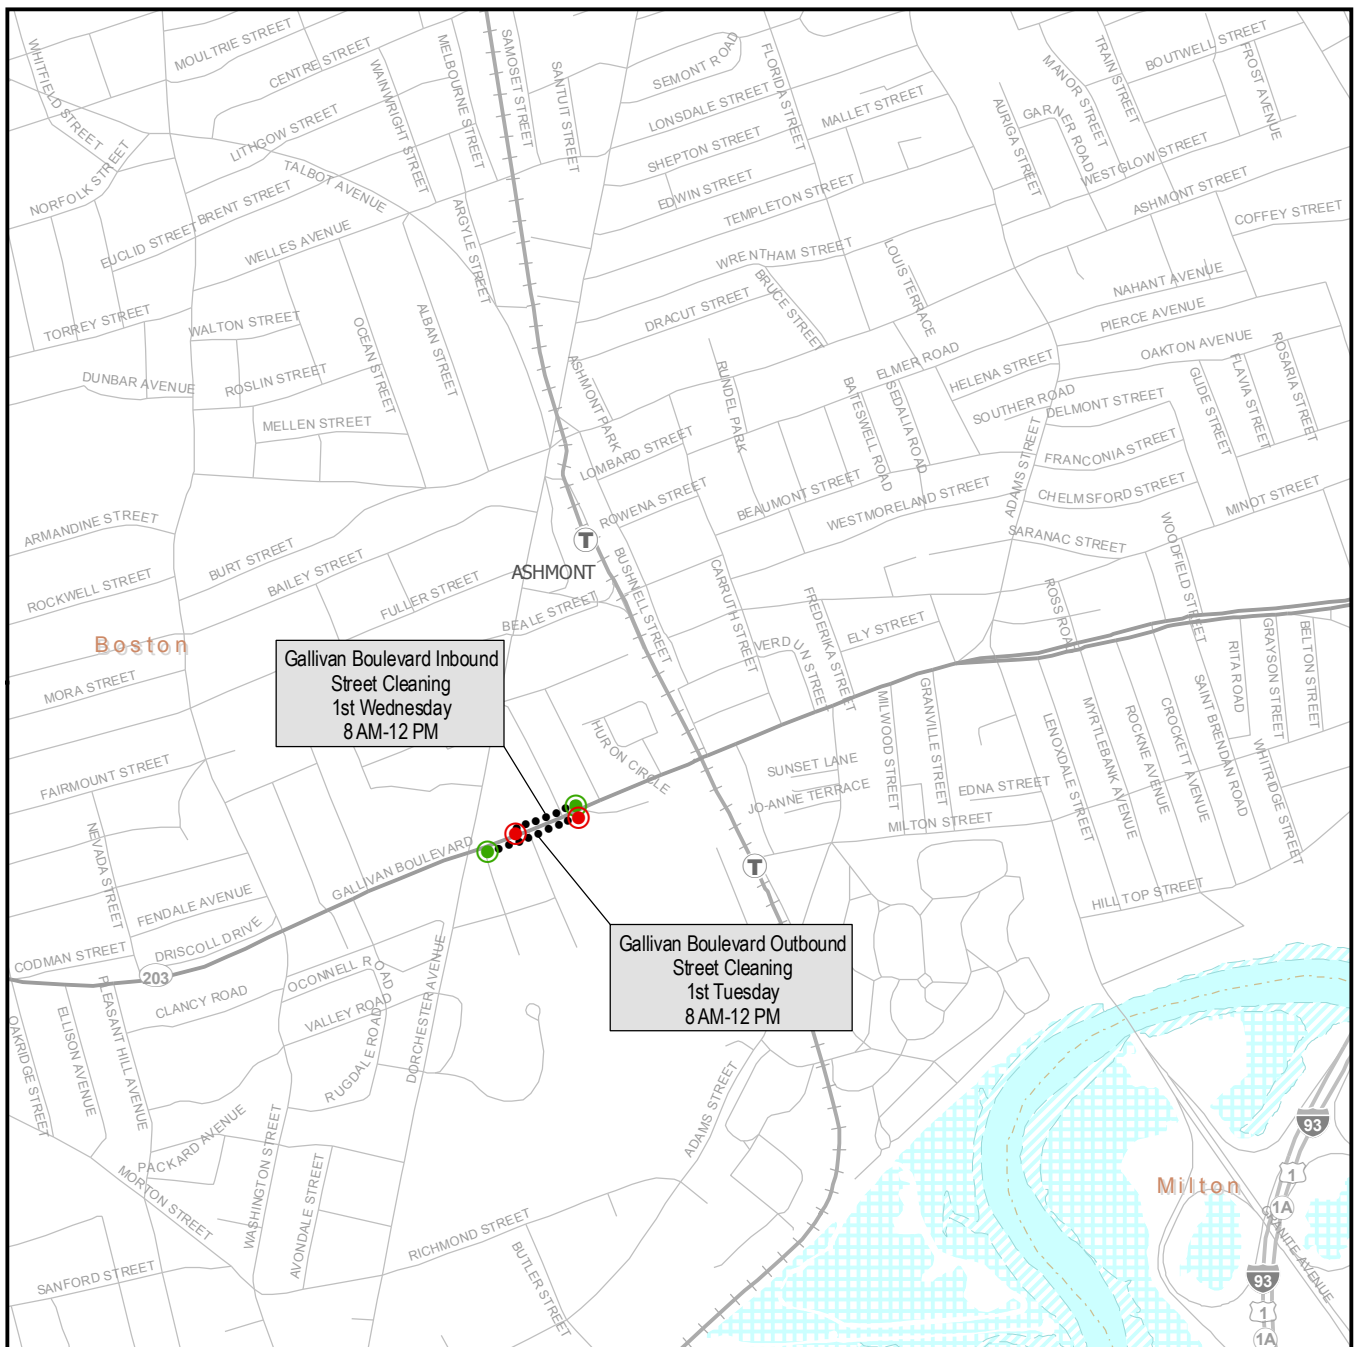 MOULTRIE STREET
CENTRE STREET
WHITFIELD STREET
WAINWRIGHT STREET
MELBOURNE STREET
SAMOSET STREET
SANTUIT STREET
SEMONT ROAD
FLORIDA STREET
LONSDALE STREET
MALLET STREET
SHEPTON STREET
EDWIN STREET
TEMPLETON STREET
WRENTHAM STREET
TRAIN STREET
MANOR STREET
BOUTWELL STREET
FROST AVENUE
AURIGA STREET
GARNER ROAD
WESTGLOW STREET
ASHMONT STREET
COFFEY STREET
LITHGOW STREET
TALBOT AVENUE
NORFOLK STREET
BRENT STREET
EUCLID STREET
WELLES AVENUE
ARGYLE STREET
TORREY STREET
WALTON STREET
OCEAN STREET
ALBAN STREET
DUNBAR AVENUE
ROSLIN STREET
MELLEN STREET
DRACUT STREET
BRUCE STREET
LOUIS TERRACE
NAHANT AVENUE
PIERCE AVENUE
OAKTON AVENUE
ROSARIA STREET
FLAVIA STREET
GLIDE STREET
ELMER ROAD
HELENA STREET
SOUTHER ROAD
DELMONT STREET
FRANCONIA STREET
CHELMSFORD STREET
MINOT STREET
ASHMONT PARK
RUNDEL PARK
BATESWELL ROAD
SEDALIA ROAD
ADAMS STREET
LOMBARD STREET
ROWENA STREET
BEAUMONT STREET
WESTMORELAND STREET
SARANAC STREET
WOODFIELD STREET
ARMANDINE STREET
BURT STREET
BAILEY STREET
ROCKWELL STREET
FULLER STREET
T
ASHMONT
BEALE STREET
BUSHNELL STREET
CARRUTH STREET
FREDERIKA STREET
VERDUN STREET
ELY STREET
ROSS ROAD
RITA ROAD
GRAYSON STREET
BELTON STREET
Boston
MORA STREET
Gallivan Boulevard Inbound
Street Cleaning
1st Wednesday
8 AM-12 PM
HURON CIRCLE
SUNSET LANE
JO-ANNE TERRACE
MILWOOD STREET
GRANVILLE STREET
EDNA STREET
MILTON STREET
LENOXDALE STREET
MYRTLEBANK AVENUE
ROCKNE AVENUE
CROCKETT AVENUE
SAINT BRENDAN ROAD
WHITRIDGE STREET
HILL TOP STREET
FAIRMOUNT STREET
NEVADA STREET
GALLIVAN BOULEVARD
T
FENDALE AVENUE
DRISCOLL DRIVE
CODMAN STREET
203
Gallivan Boulevard Outbound
Street Cleaning
1st Tuesday
8 AM-12 PM
OCONNELL ROAD
CLANCY ROAD
VALLEY ROAD
DORCHESTER AVENUE
OAKRIDGE STREET
ELLISON AVENUE
PLEASANT HILL AVENUE
RUGDALE ROAD
PACKARD AVENUE
MORTON STREET
WASHINGTON STREET
AVONDALE STREET
ADAMS STREET
RICHMOND STREET
BUTLER STREET
SANFORD STREET
93
Milton
1
1A
GRANITE AVENUE
93
1
1A